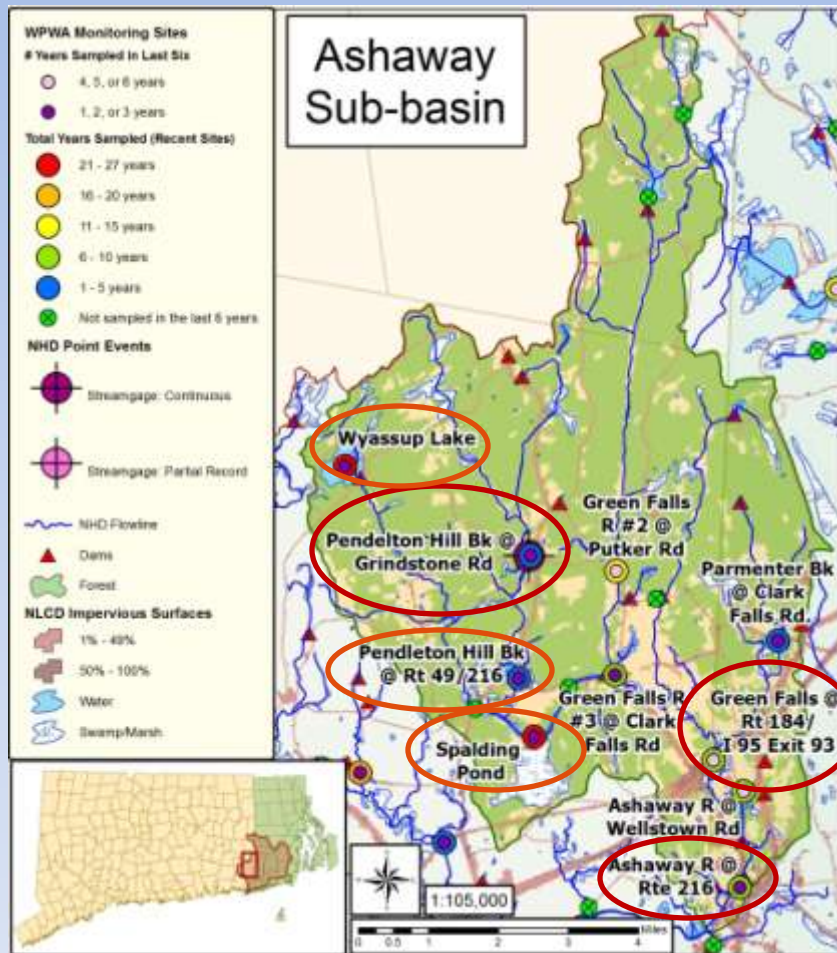 WPWA Monitoring Sites
# Years Sampled in Last Six
4, 5, or 6 years
1, 2, or 3 years
Total Years Sampled (Recent Sites)
21 - 27 years
16 - 20 years
11 - 15 years
6 - 10 years
1 - 5 years
Not sampled in the last 6 years
NHD Point Events
Streamgage: Continuous
Streamgage: Partial Record
NHD Flowline
Dams
Forest
NLCD Impervious Surfaces
1% - 49%
50% - 100%
Water
Swamp/Marsh
Ashaway
Sub-basin
Wyassup Lake
Pendelton Hill Bk @
Grindstone Rd
Green Falls
R #2 @
Putker Rd
Parmenter Bk
@ Clark
Falls Rd.
Pendleton Hill Bk
@ Rt 49/216
Green Falls R
#3 @ Clark
Falls Rd
Green Falls @
Rt 184/
I 95 Exit 93
Spalding
Pond
Ashaway R @
Wellstown Rd
Ashaway R @
Rte 216
1:105,000
Miles
0 0.5 1 2 3 4